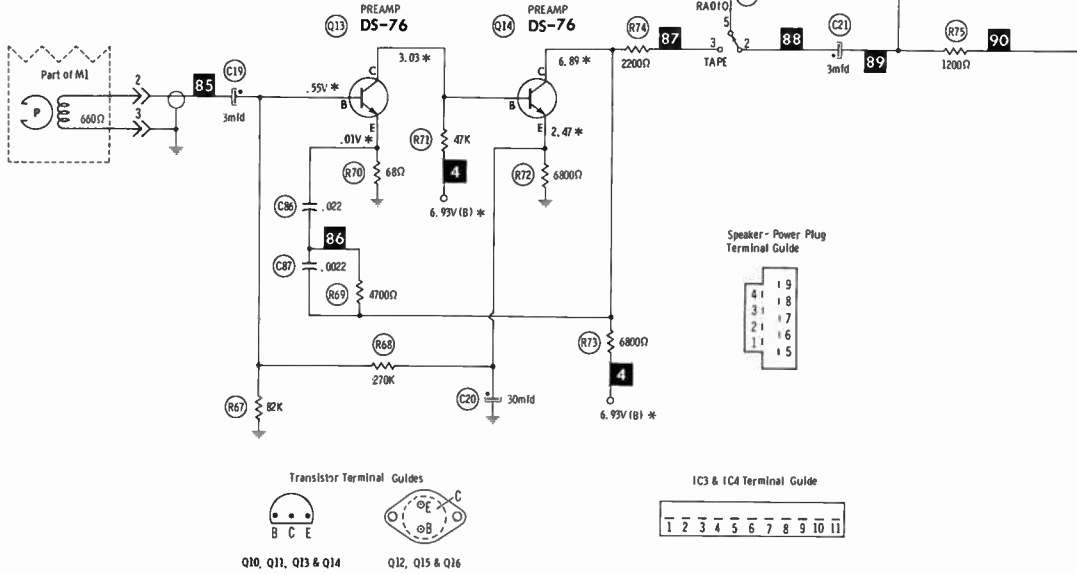 PREAMP
Q13 DS-76
PREAMP
Q14 DS-76
RADIO
5
3
2
TAPE
R74
2200Ω
87
88
C21
3mfd
89
R75
1200Ω
90
Part of M1
P
660Ω
2
3
85
C19
3mfd
.55V *
B
C
E
3.03 *
.01V *
R70
68Ω
R71
47K
4
6.93V (B) *
6.89 *
B
C
E
2.47 *
R72
6800Ω
C86
.022
86
C87
.0022
R69
4700Ω
R68
270K
R67
82K
C20
30mfd
R73
6800Ω
4
6.93V (B) *
Speaker - Power Plug
Terminal Guide
4
3
2
1
9
8
7
6
5
Transistor Terminal Guides
B C E
Q10, Q11, Q13 & Q14
E
B
C
Q12, Q15 & Q16
IC3 & IC4 Terminal Guide
1 2 3 4 5 6 7 8 9 10 11